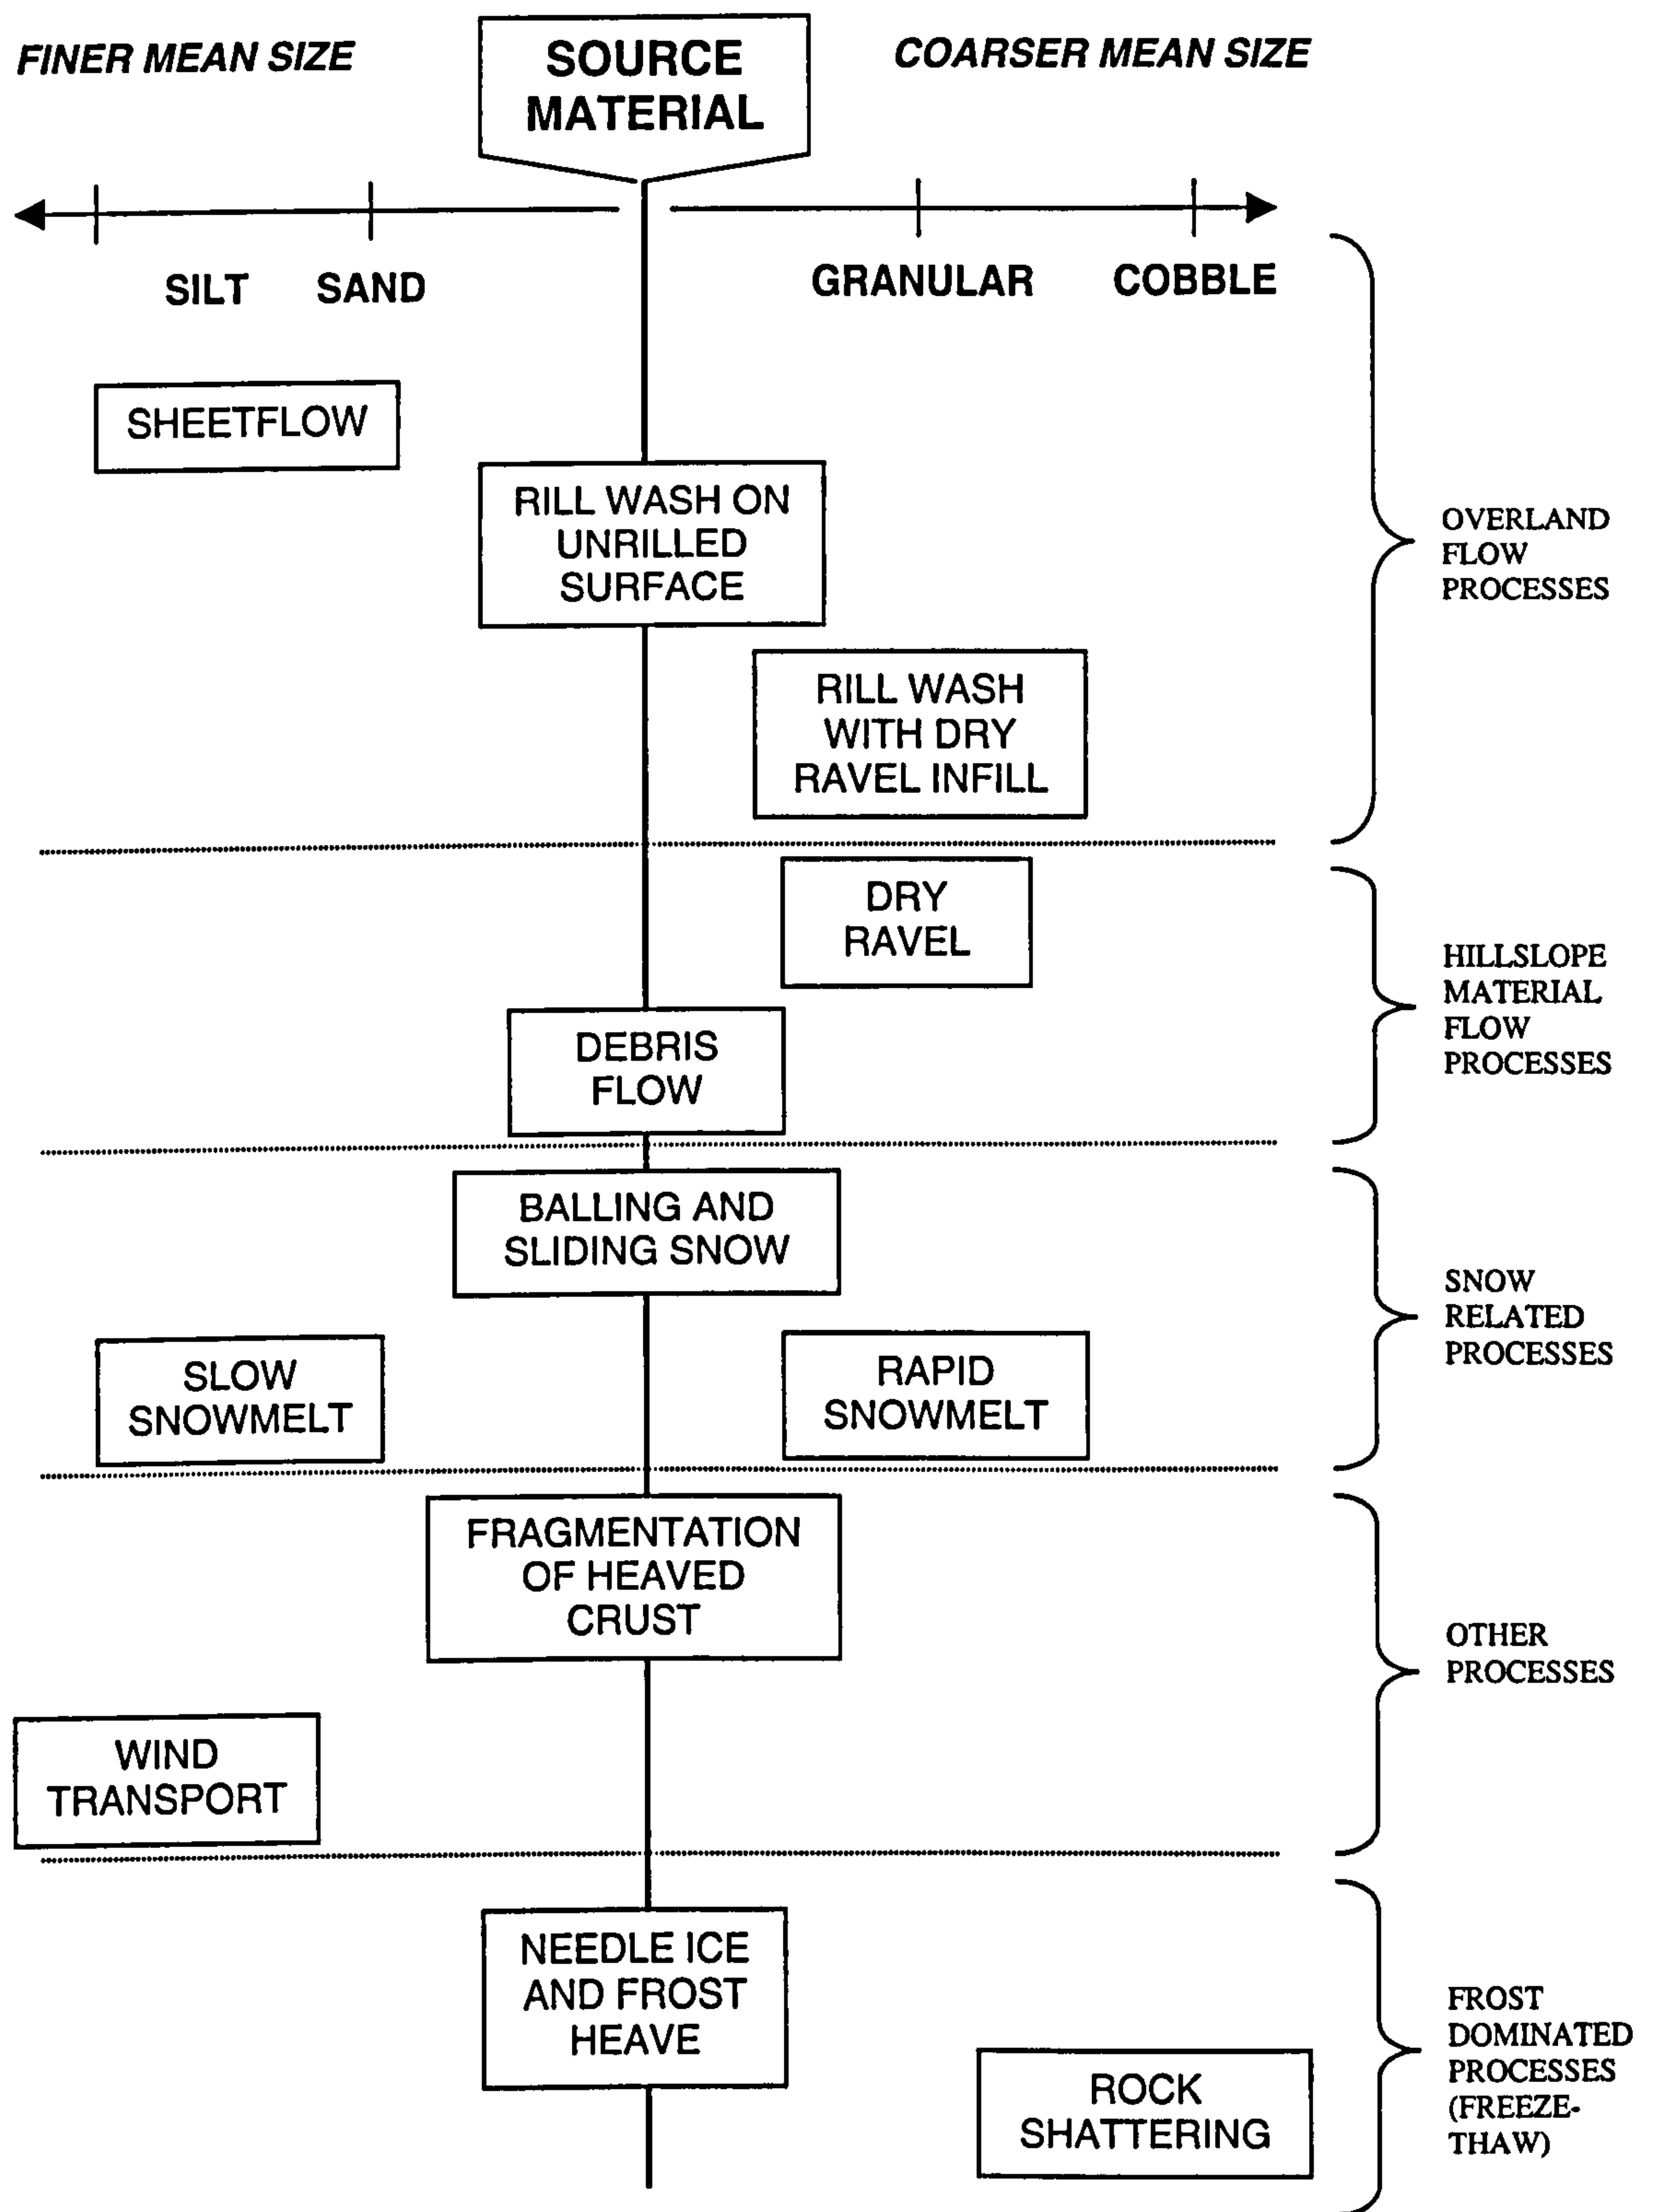 FINER MEAN SIZE
SOURCE
MATERIAL
COARSER MEAN SIZE
SILT
SAND
GRANULAR
COBBLE
SHEETFLOW
RILL WASH ON
UNRILLED
SURFACE
RILL WASH
WITH DRY
RAVEL INFILL
OVERLAND
FLOW
PROCESSES
DRY
RAVEL
DEBRIS
FLOW
HILLSLOPE
MATERIAL
FLOW
PROCESSES
BALLING AND
SLIDING SNOW
SLOW
SNOWMELT
RAPID
SNOWMELT
SNOW
RELATED
PROCESSES
FRAGMENTATION
OF HEAVED
CRUST
WIND
TRANSPORT
OTHER
PROCESSES
NEEDLE ICE
AND FROST
HEAVE
ROCK
SHATTERING
FROST
DOMINATED
PROCESSES
(FREEZE-
THAW)